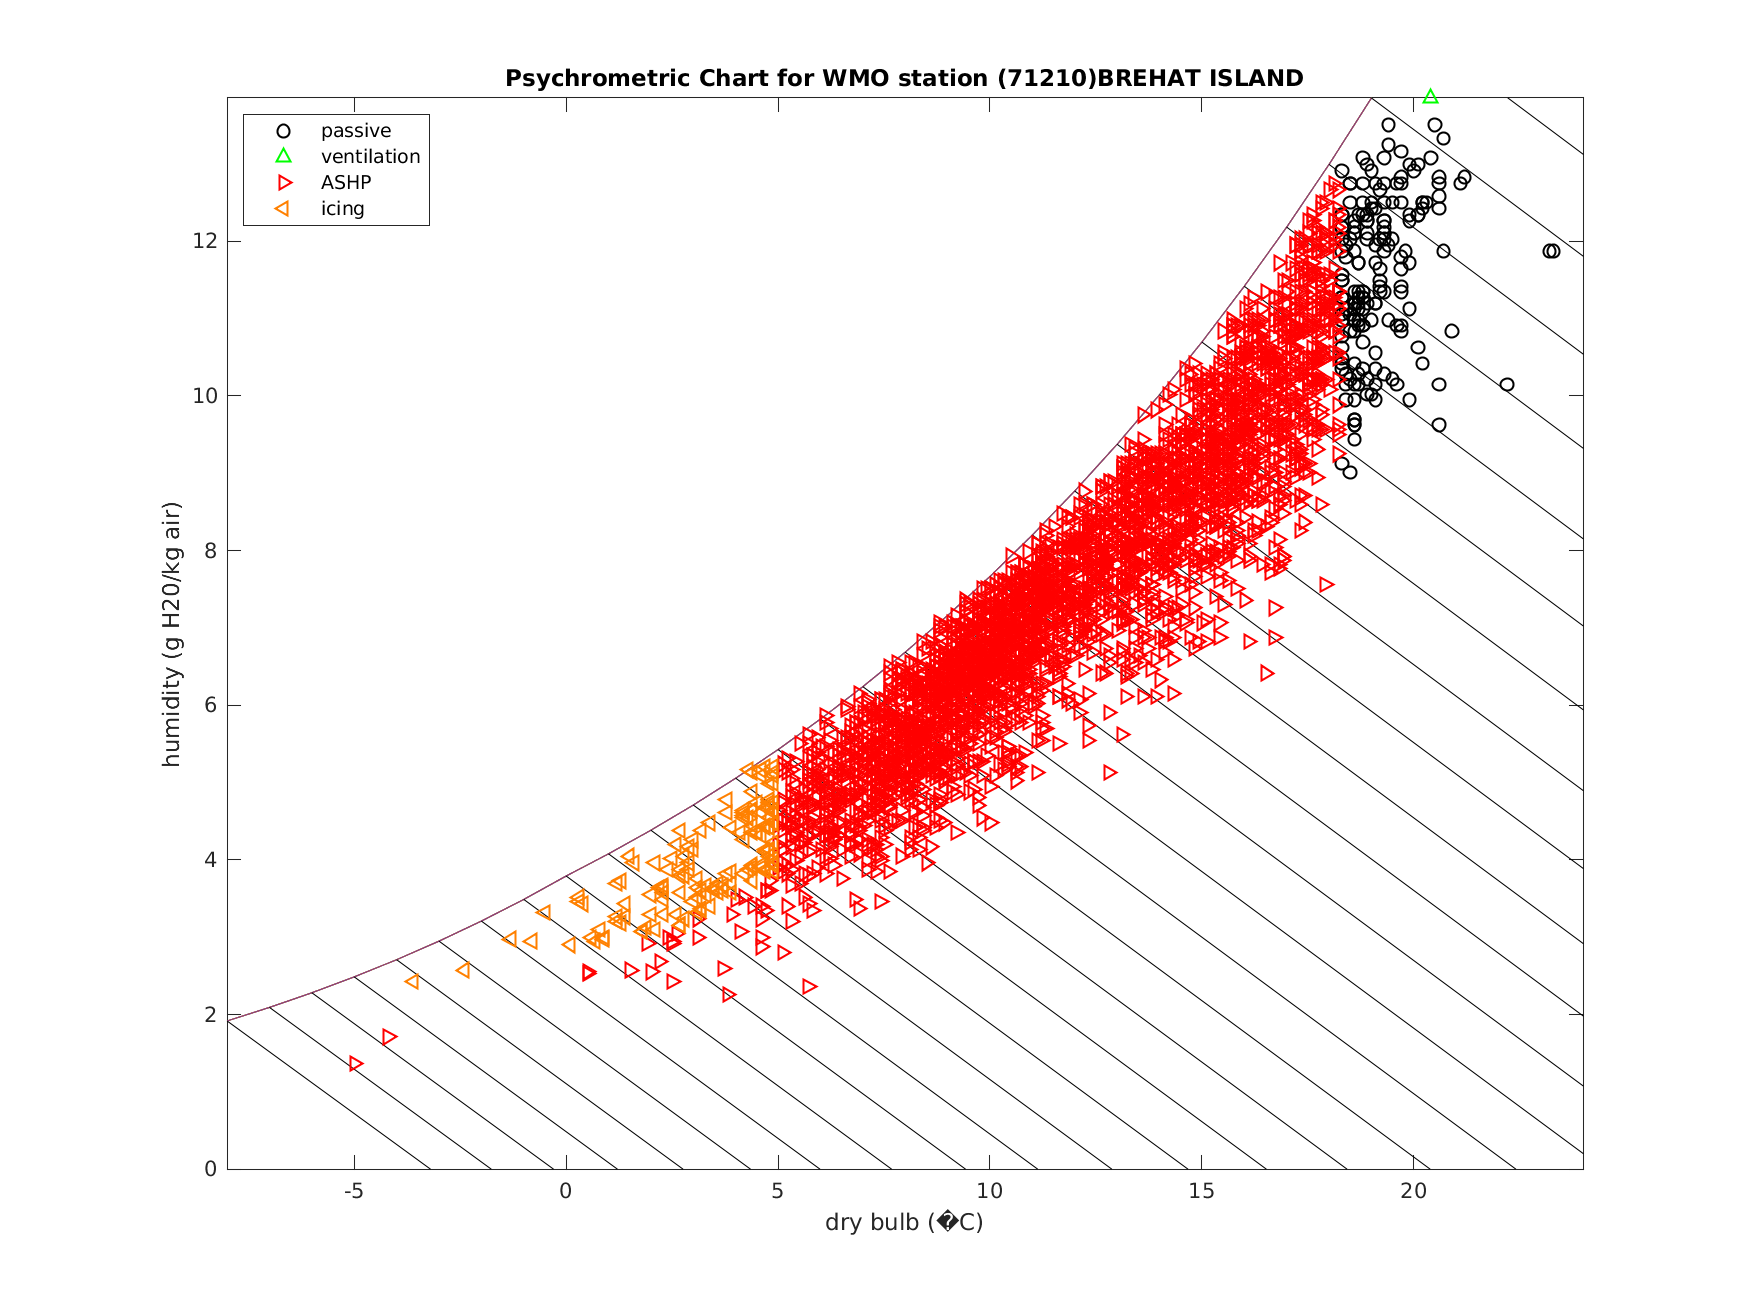 Psychrometric Chart for WMO station (71210)BREHAT ISLAND
passive
ventilation
ASHP
icing
humidity (g H20/kg air)
12
10
8
6
4
2
0
-5 0 5 10 15 20
dry bulb (�C)